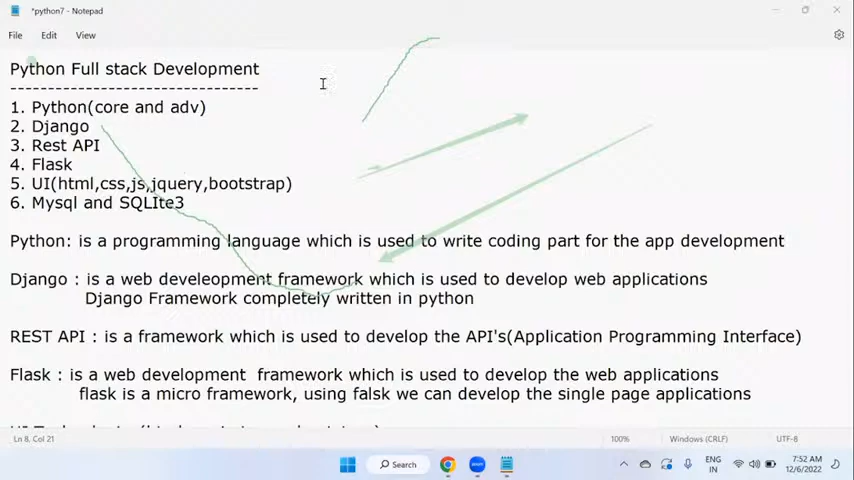 *python7 - Notepad
File Edit View
Python Full stack Development
-------------------------------
1. Python(core and adv)
2. Django
3. Rest API
4. Flask
5. UI(html,css,js,jquery,bootstrap)
6. Mysql and SQLIte3
Python: is a programming language which is used to write coding part for the app development
Django : is a web develeopment framework which is used to develop web applications
Django Framework completely written in python
REST API : is a framework which is used to develop the API's(Application Programming Interface)
Flask : is a web development  framework which is used to develop the web applications
flask is a micro framework, using falsk we can develop the single page applications
Ln 8, Col 21 100% Windows (CRLF) UTF-8
Search zoom ENG IN 7:52 AM 12/6/2022